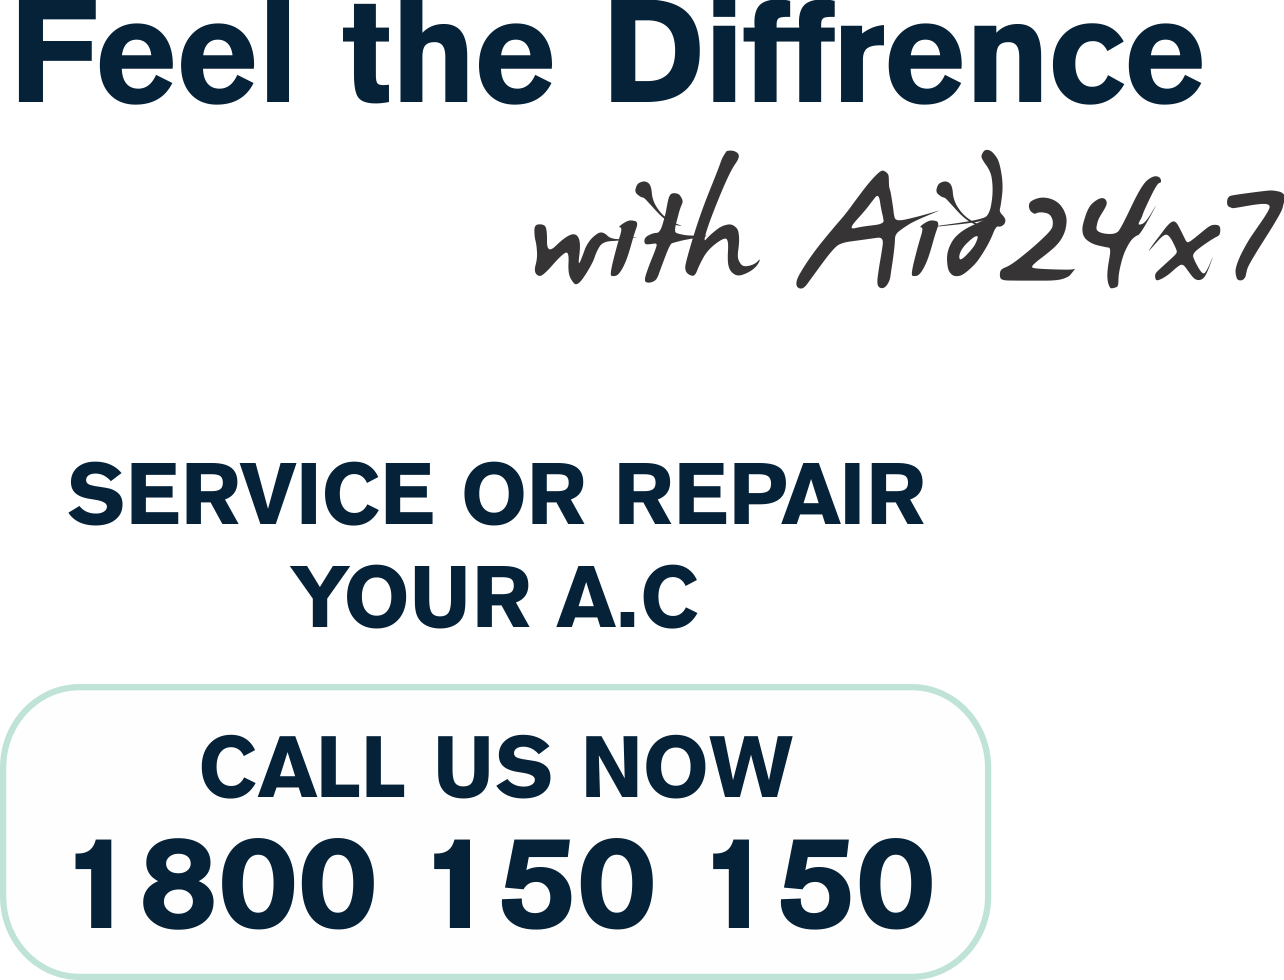 Feel the Diffrence
with Aid24x7
SERVICE OR REPAIR
YOUR A.C
CALL US NOW
1800 150 150